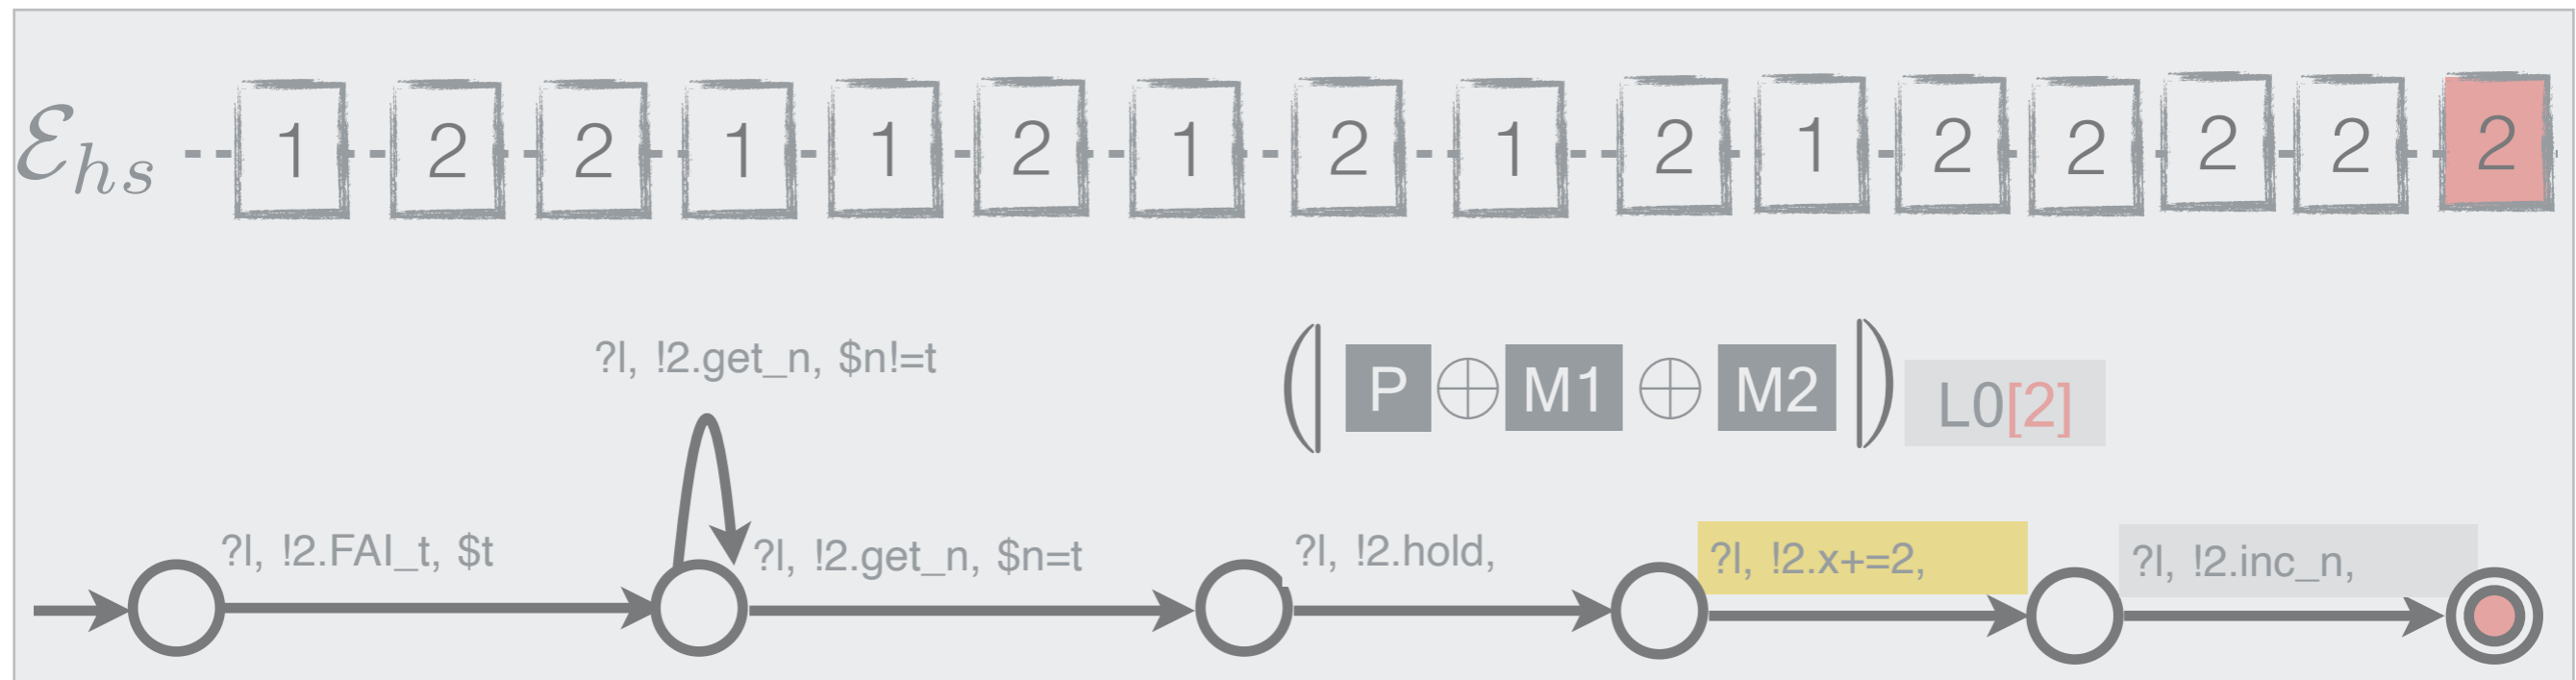 ℰ_hs 1 2 2 1 1 2 1 2 1 2 1 2 2 2 2 2
?l, !2.get_n, $n!=t
(| P ⊕ M1 ⊕ M2 |) L0[2]
?l, !2.FAI_t, $t ?l, !2.get_n, $n=t ?l, !2.hold, ?l, !2.x+=2, ?l, !2.inc_n,